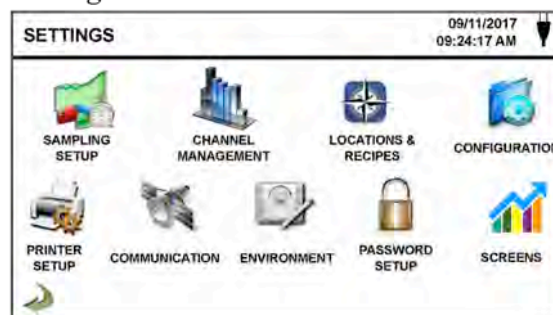 SETTINGS
09/11/2017
09:24:17 AM
SAMPLING
SETUP
CHANNEL
MANAGEMENT
LOCATIONS &
RECIPES
CONFIGURATION
PRINTER
SETUP
COMMUNICATION
ENVIRONMENT
PASSWORD
SETUP
SCREENS